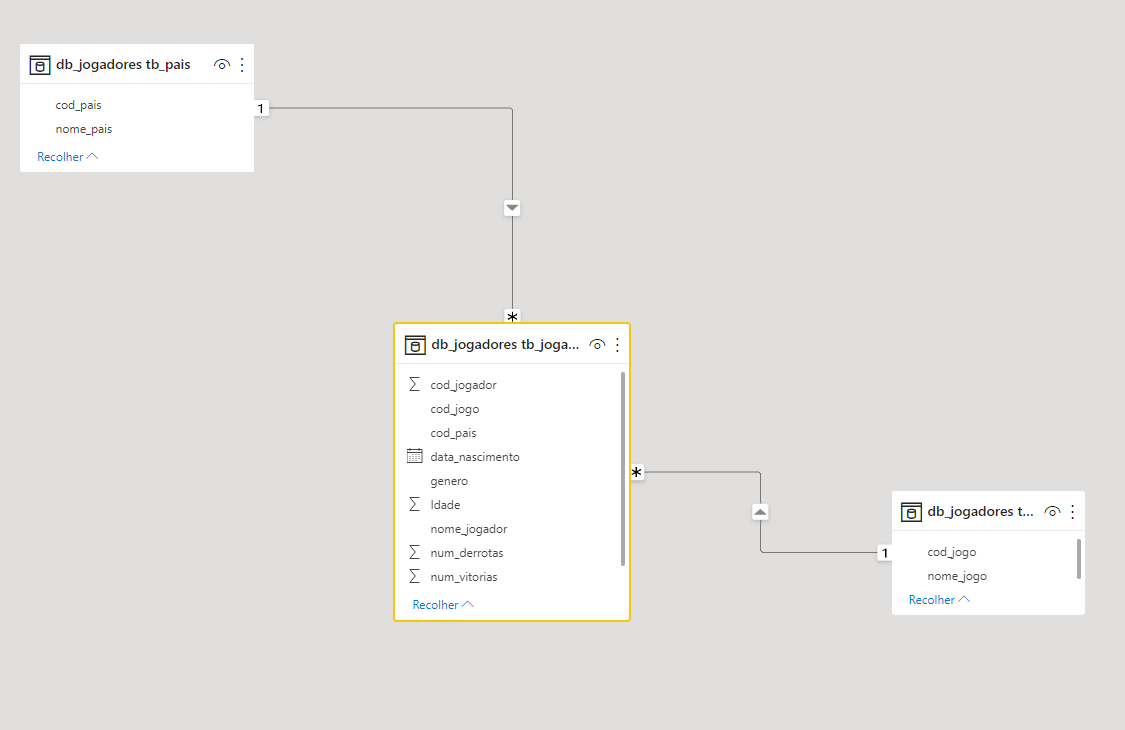 db_jogadores tb_pais
cod_pais
nome_pais
Recolher
1
*
db_jogadores tb_joga...
cod_jogador
cod_jogo
cod_pais
data_nascimento
genero
Idade
nome_jogador
num_derrotas
num_vitorias
Recolher
*
1
db_jogadores t...
cod_jogo
nome_jogo
Recolher